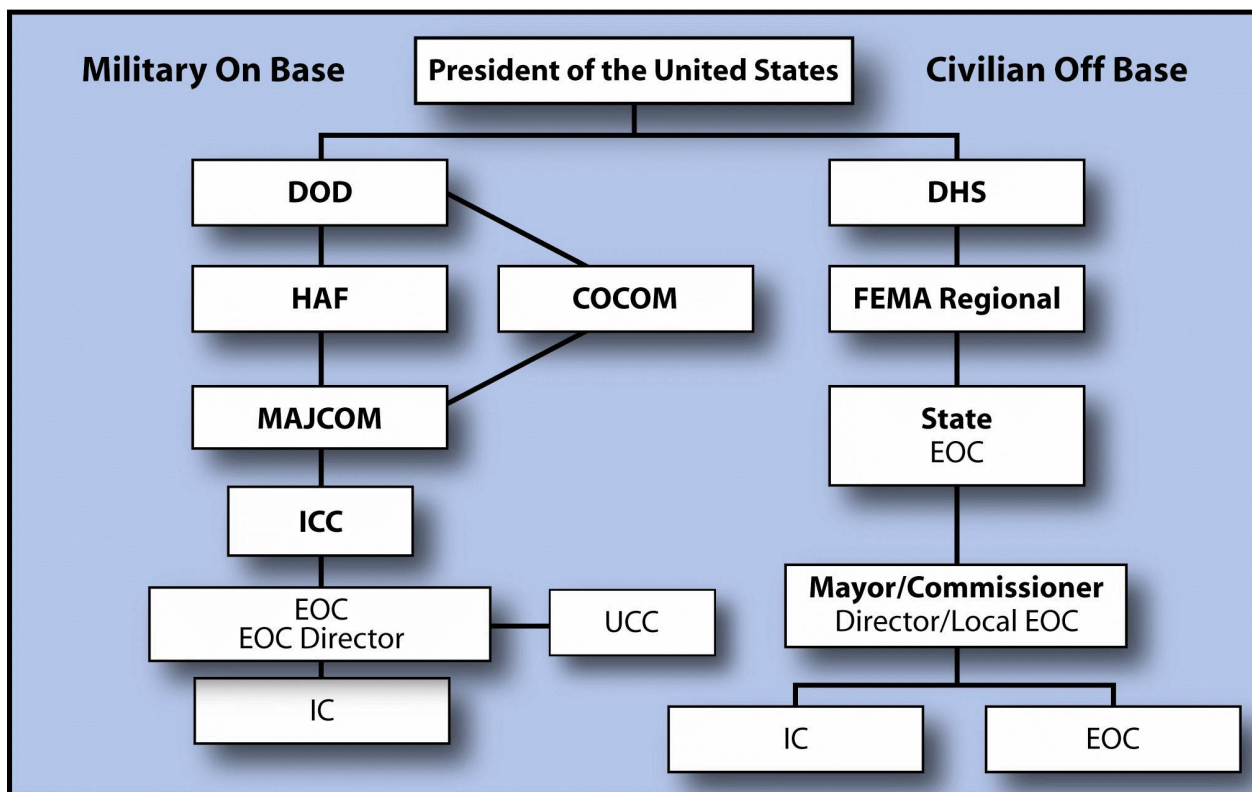 Military On Base
President of the United States
Civilian Off Base
DOD
DHS
HAF
COCOM
FEMA Regional
MAJCOM
State
EOC
ICC
EOC
EOC Director
UCC
Mayor/Commissioner
Director/Local EOC
IC
IC
EOC